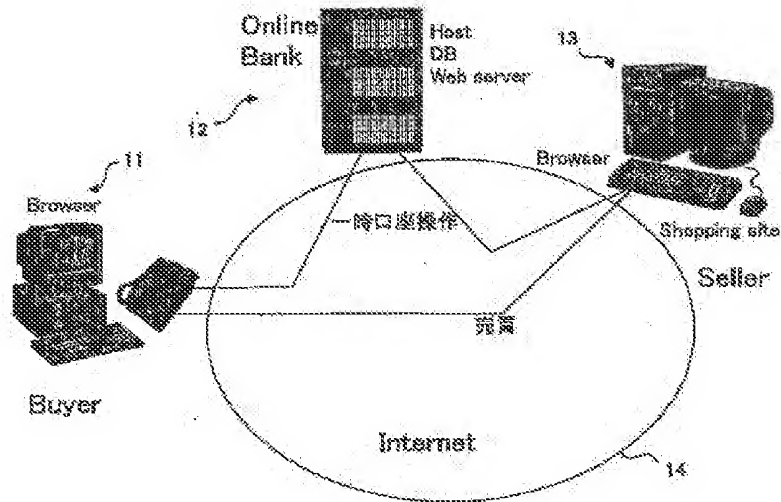 Online
Bank
Host
DB
Web server
12
13
11
Browser
Browser
一時口座操作
Shopping site
Seller
売買
Buyer
Internet
14